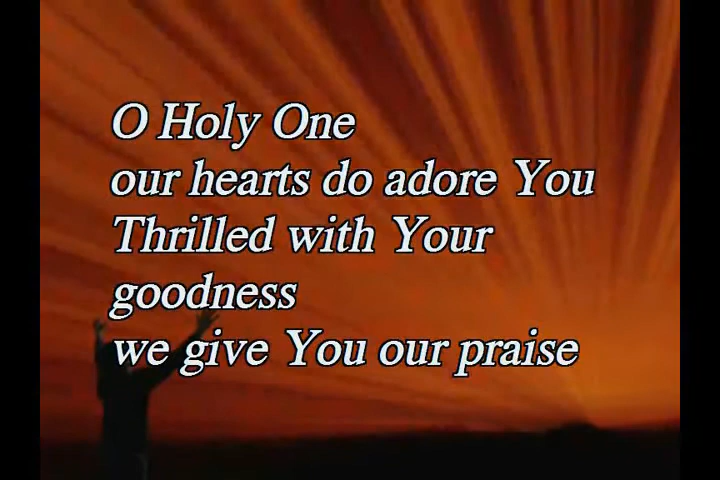 O Holy One
our hearts do adore You
Thrilled with Your
goodness
we give You our praise